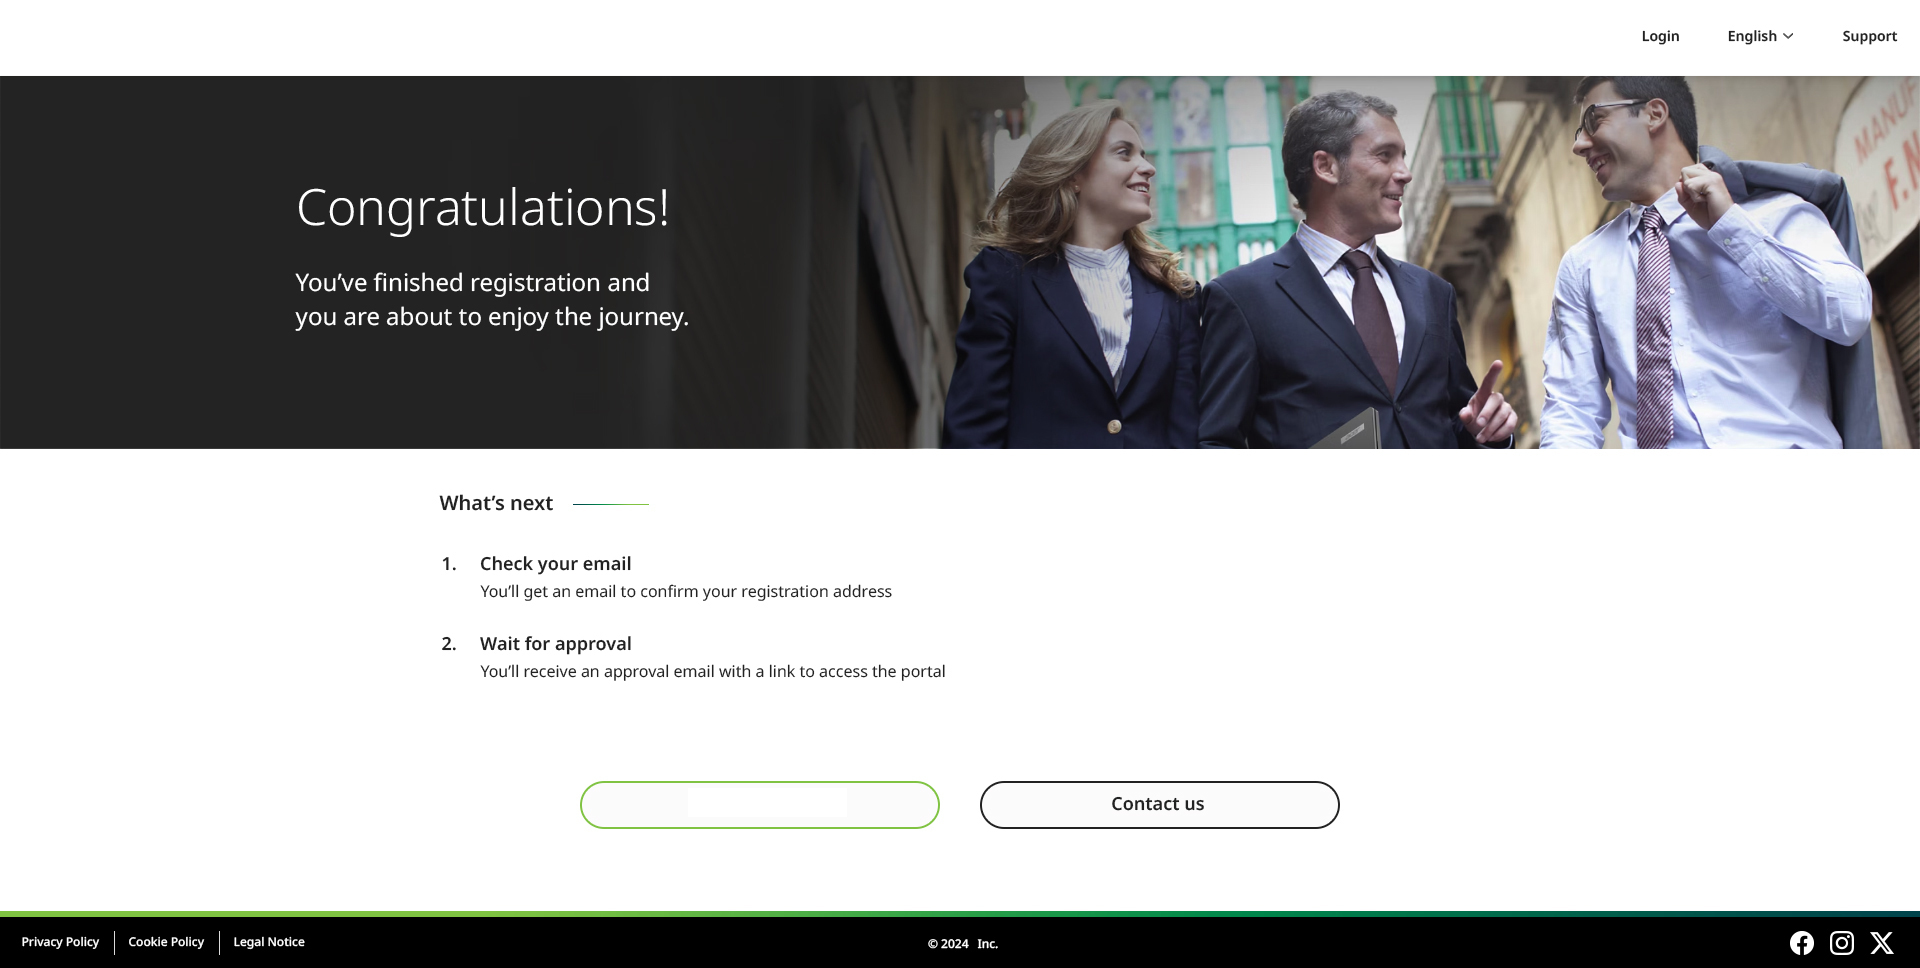 Login
English
Support
MANUF
F.N
Congratulations!
You’ve finished registration and
you are about to enjoy the journey.
What’s next
1. Check your email
You’ll get an email to confirm your registration address
2. Wait for approval
You’ll receive an approval email with a link to access the portal
Contact us
Privacy Policy
Cookie Policy
Legal Notice
© 2024 Inc.